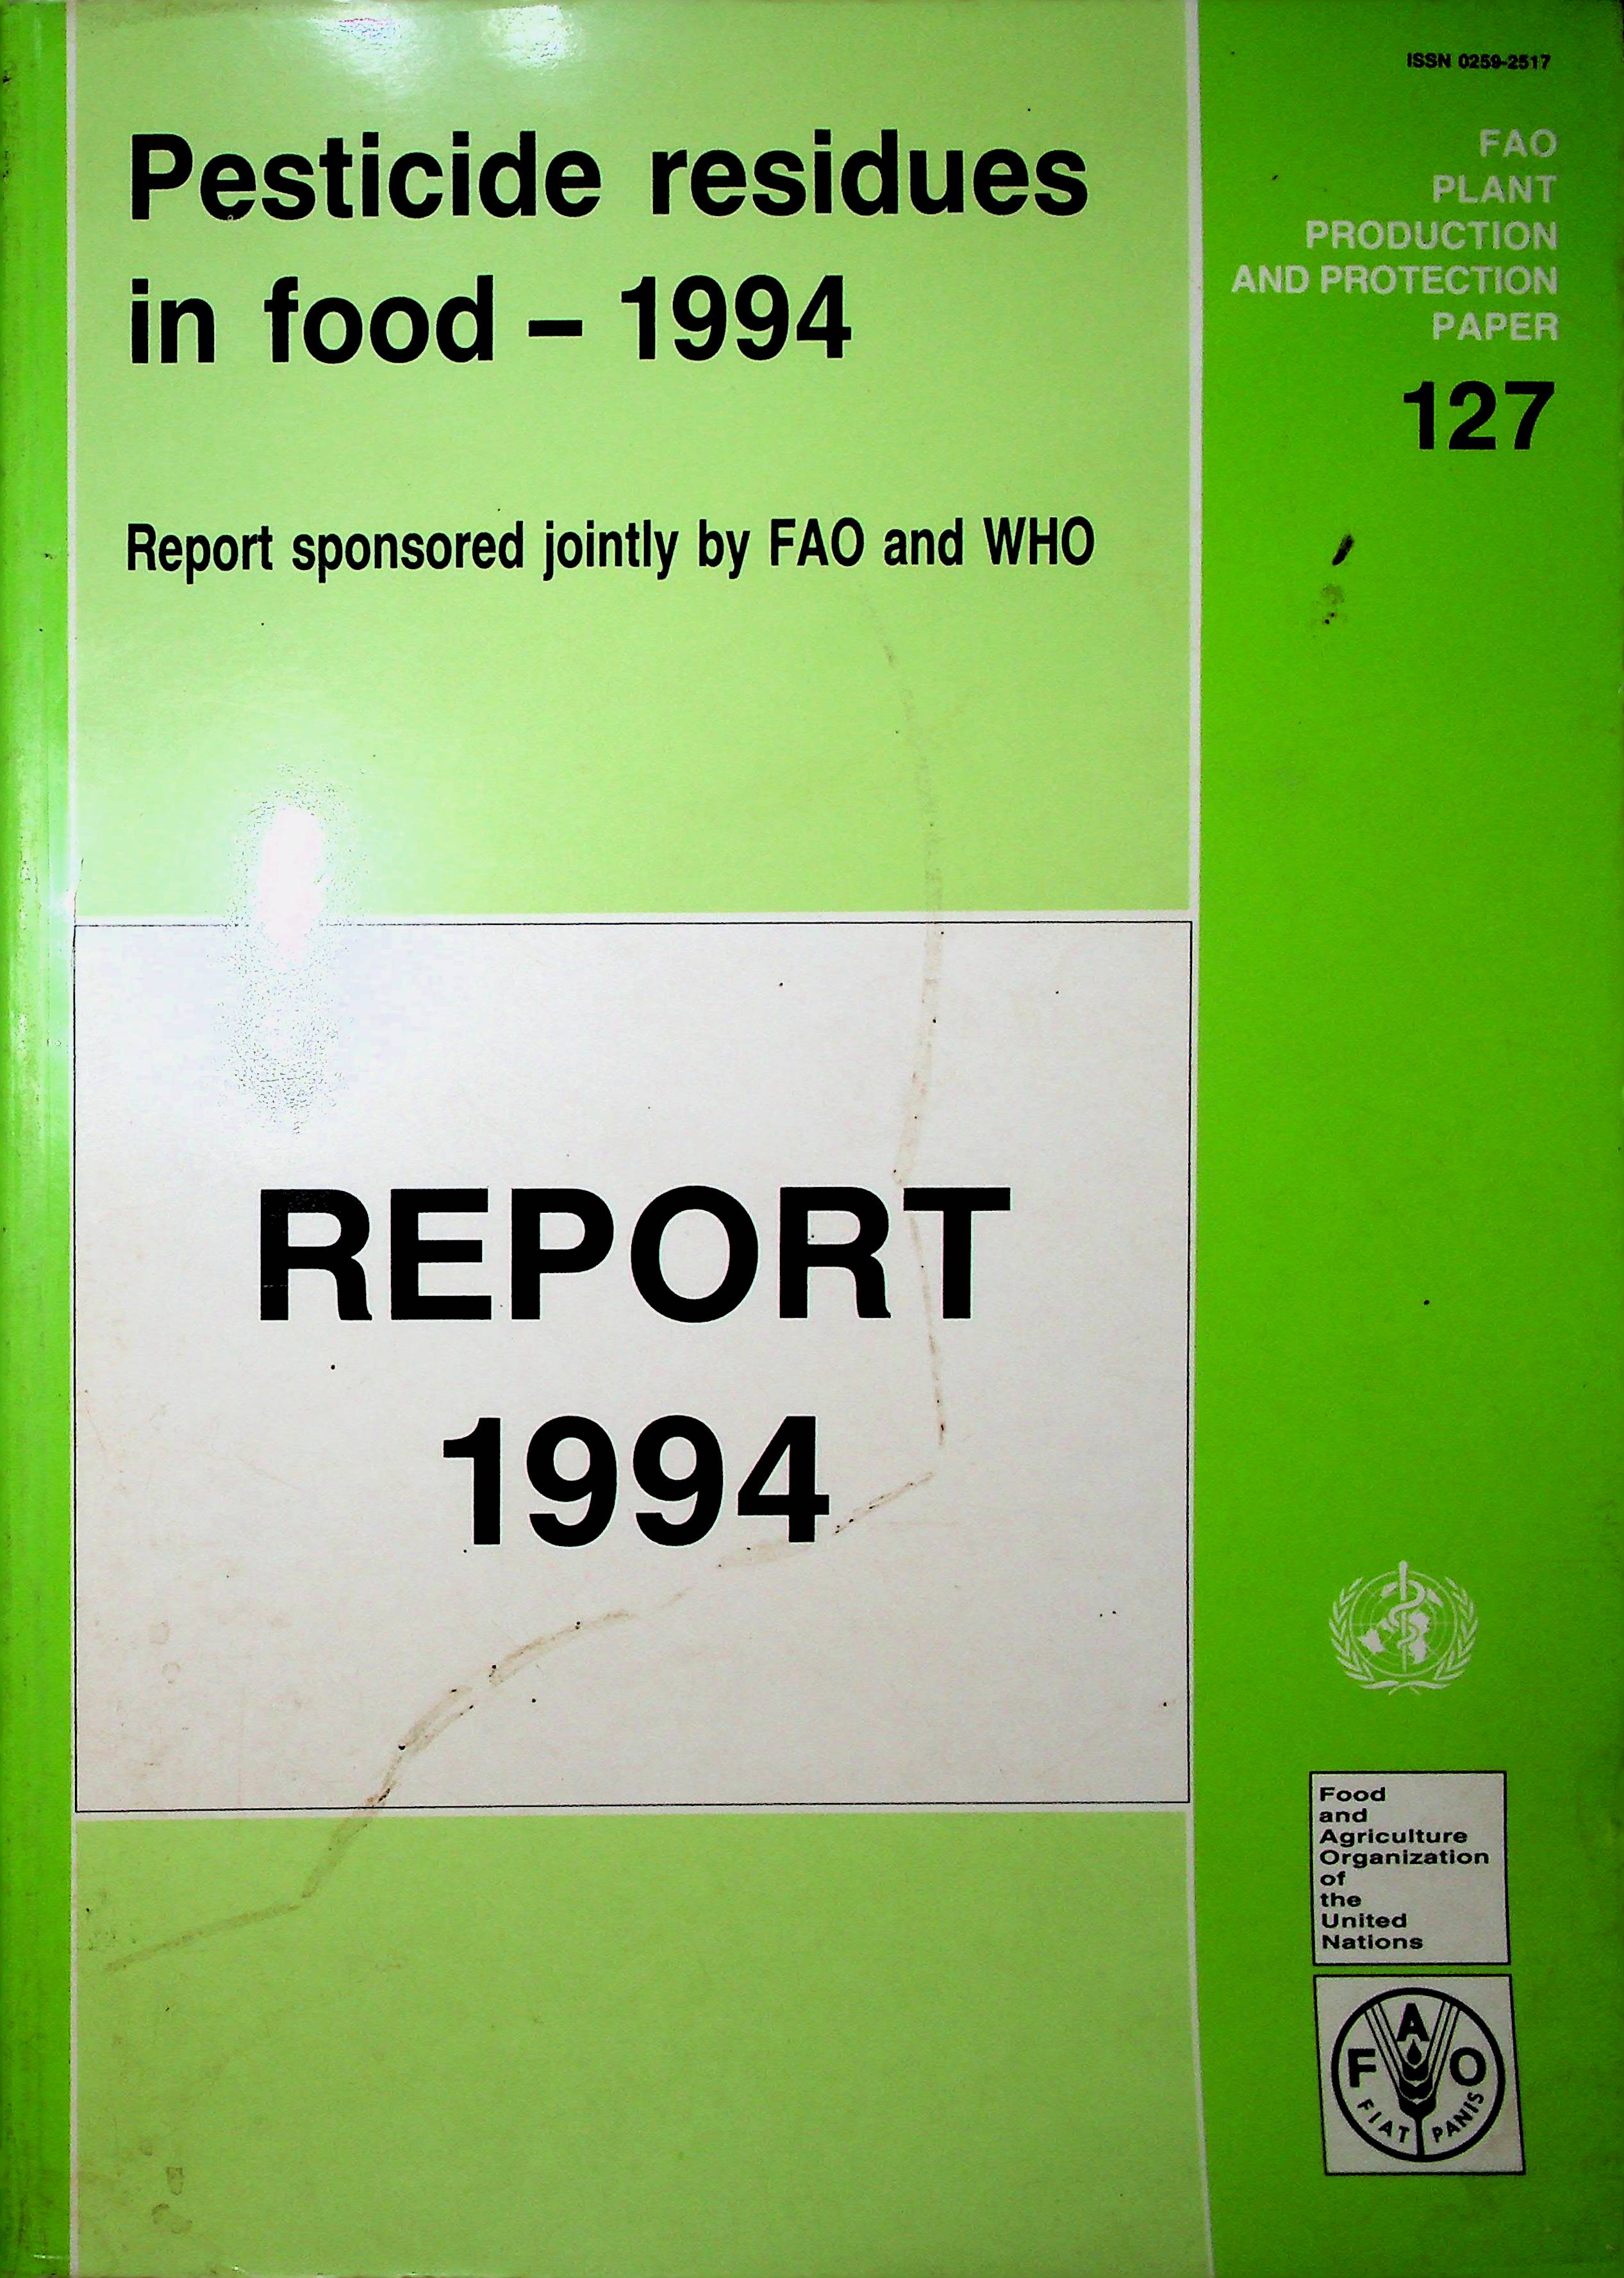 ISSN 0259-2517
Pesticide residues
in food – 1994
Report sponsored jointly by FAO and WHO
FAO
PLANT
PRODUCTION
AND PROTECTION
PAPER
127
REPORT
1994
Food
and
Agriculture
Organization
of
the
United
Nations
F A O
FIAT PANIS